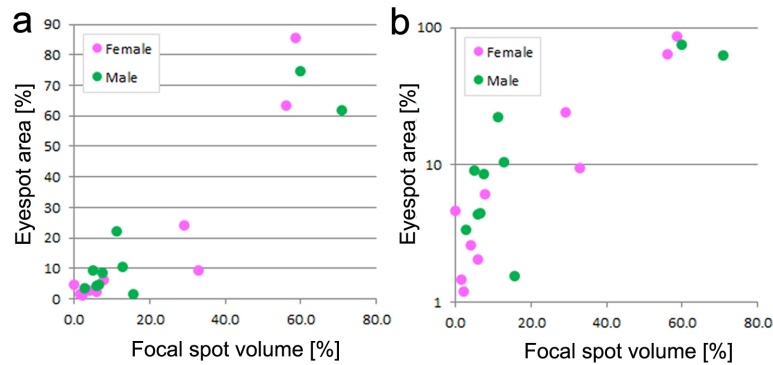 a
Eyespot area [%]
90
80
70
60
50
40
30
20
10
0
Female
Male
0.0 20.0 40.0 60.0 80.0
Focal spot volume [%]
b
Eyespot area [%]
100
10
1
Female
Male
0.0 20.0 40.0 60.0 80.0
Focal spot volume [%]